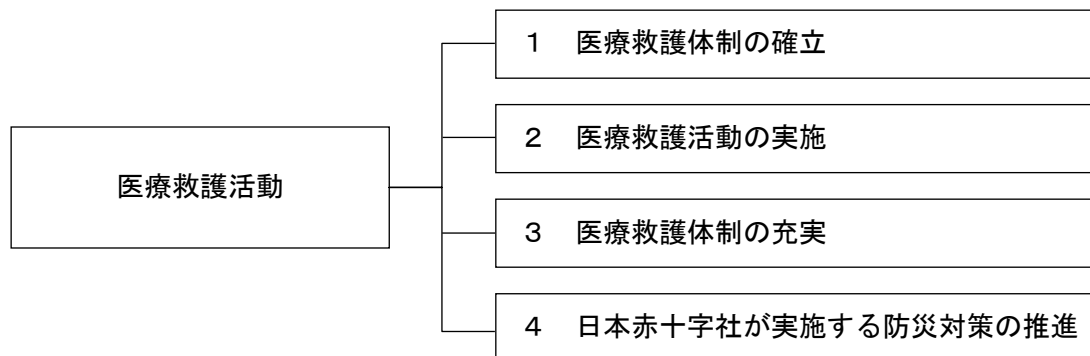 医療救護活動
１　医療救護体制の確立
２　医療救護活動の実施
３　医療救護体制の充実
４　日本赤十字社が実施する防災対策の推進